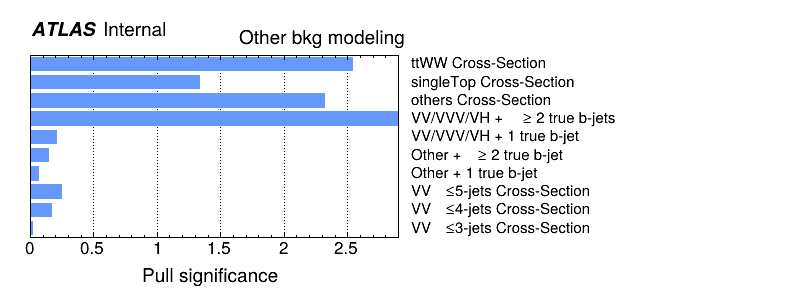 ATLAS Internal
Other bkg modeling
ttWW Cross-Section
singleTop Cross-Section
others Cross-Section
VV/VVV/VH + ≥ 2 true b-jets
VV/VVV/VH + 1 true b-jet
Other + ≥ 2 true b-jet
Other + 1 true b-jet
VV ≤5-jets Cross-Section
VV ≤4-jets Cross-Section
VV ≤3-jets Cross-Section
0 0.5 1 1.5 2 2.5
Pull significance